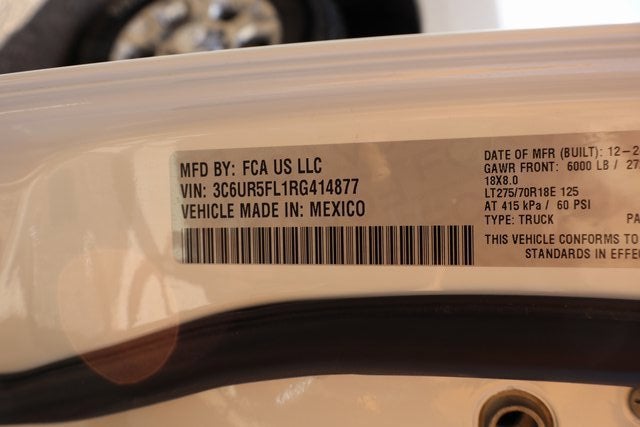 MFD BY: FCA US LLC
VIN: 3C6UR5FL1RG414877
VEHICLE MADE IN: MEXICO
DATE OF MFR (BUILT): 12-2
GAWR FRONT: 6000 LB / 27
18X8.0
LT275/70R18E 125
AT 415 kPa / 60 PSI
TYPE: TRUCK PA
THIS VEHICLE CONFORMS TO
STANDARDS IN EFFE